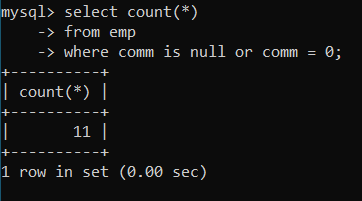 mysql> select count(*)
    -> from emp
    -> where comm is null or comm = 0;
+----------+
| count(*) |
+----------+
|       11 |
+----------+
1 row in set (0.00 sec)